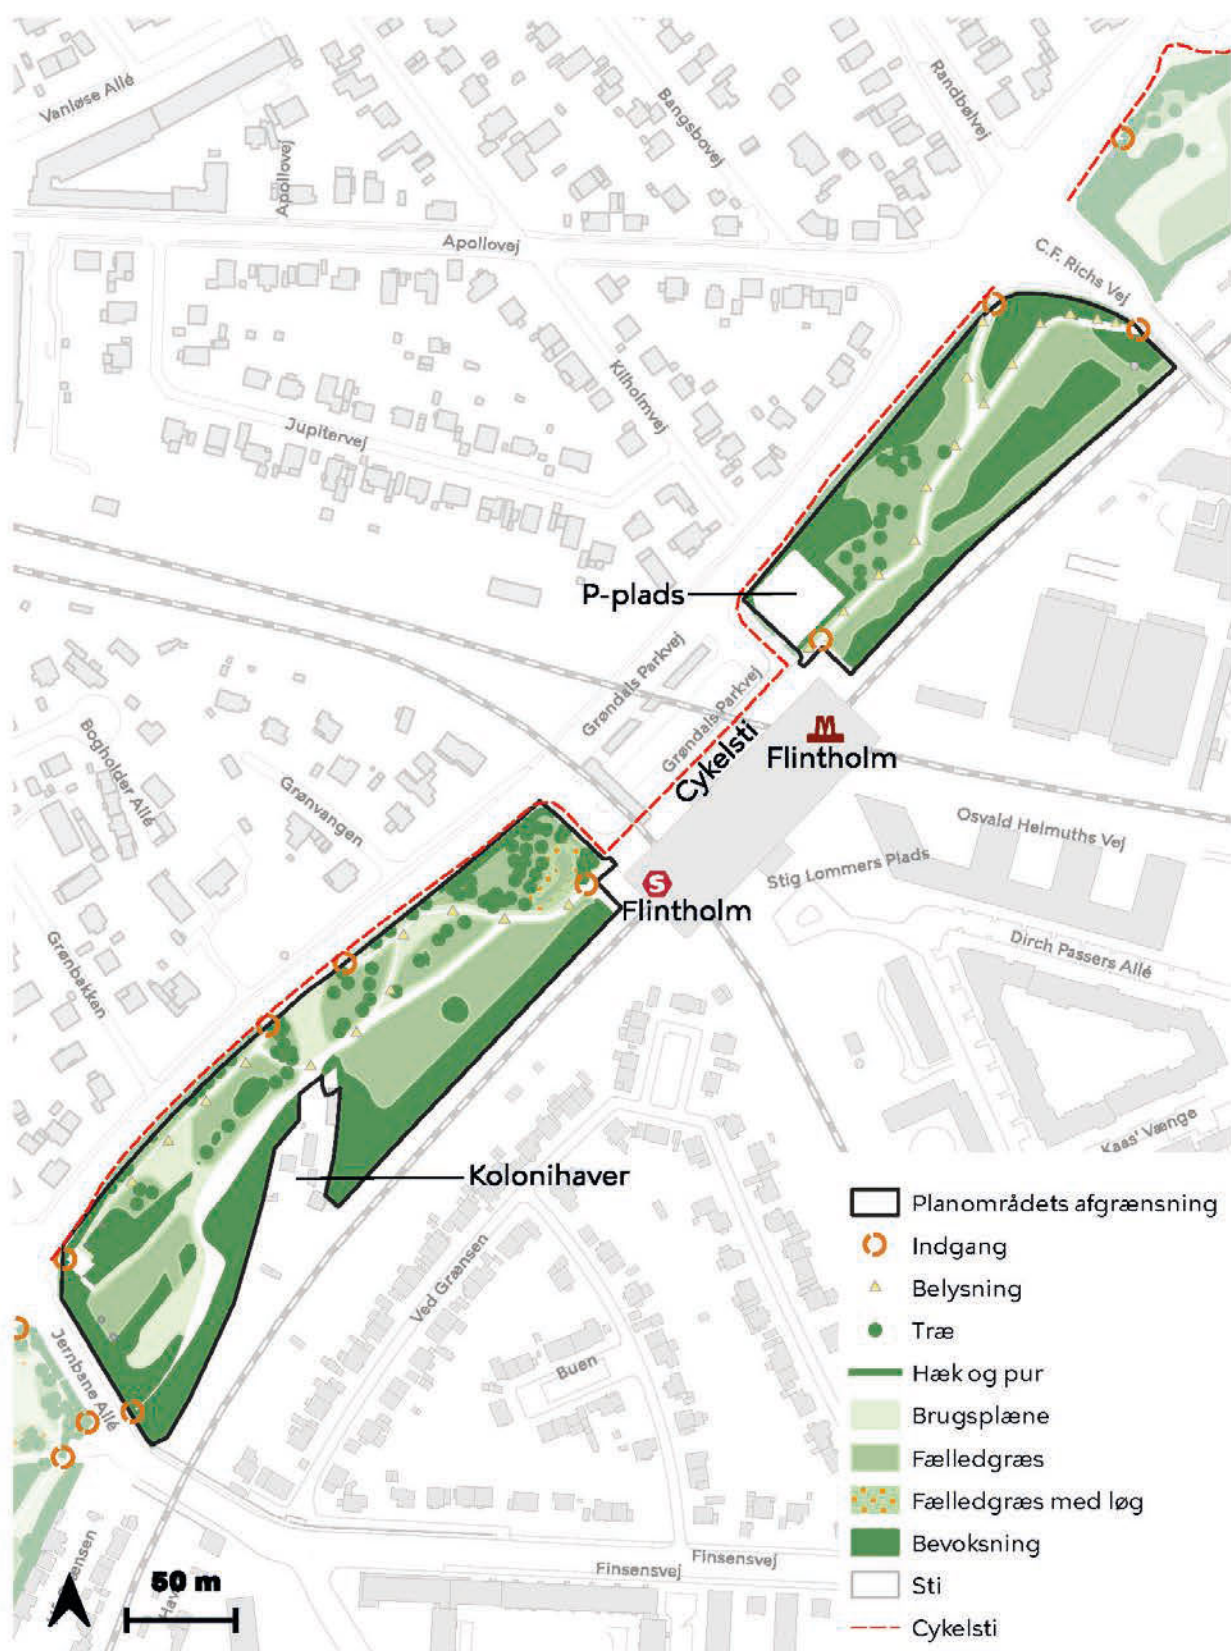 Vanløse Allé
Apollovej
Apollovej
Bangsbovej
Randbølvej
C.F. Richs Vej
Kilholmvej
Jupitervej
P-plads
Grøndals Parkvej
Grøndals Parkvej
Cykelsti
M
Flintholm
Bogholder Allé
Grønvangen
Osvald Helmuths Vej
Stig Lommers Plads
S
Flintholm
Dirch Passers Allé
Grønbakken
Kaas' Vænge
Kolonihaver
Ved Grænsen
Buen
Jernbane Allé
Finsensvej
Finsensvej
50 m
Planområdets afgrænsning
Indgang
Belysning
Træ
Hæk og pur
Brugsplæne
Fælledgræs
Fælledgræs med løg
Bevoksning
Sti
Cykelsti